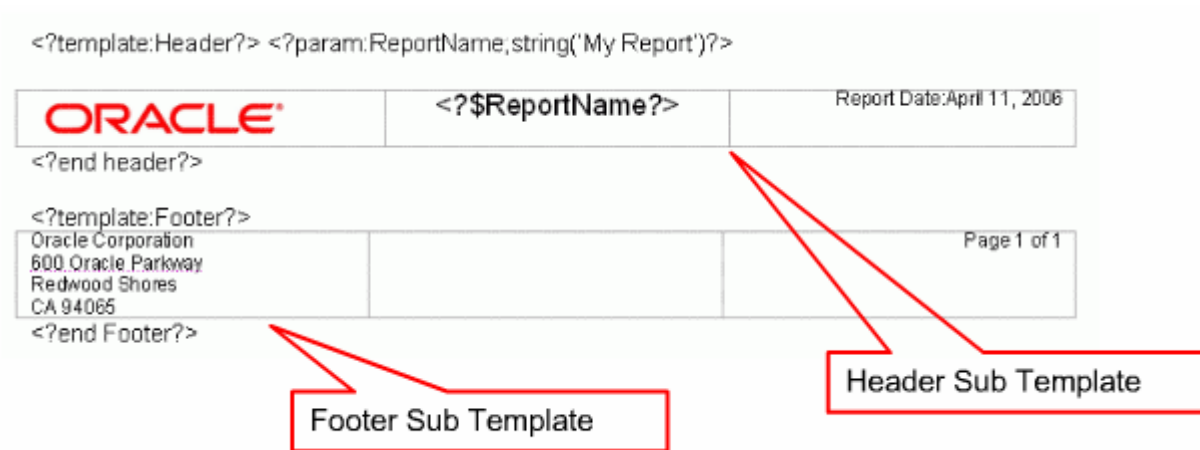 <?template:Header?> <?param:ReportName;string('My Report')?>
ORACLE®
<?$ReportName?>
Report Date:April 11, 2006
<?end header?>
<?template:Footer?>
Oracle Corporation
600 Oracle Parkway
Redwood Shores
CA 94065
Page 1 of 1
<?end Footer?>
Header Sub Template
Footer Sub Template